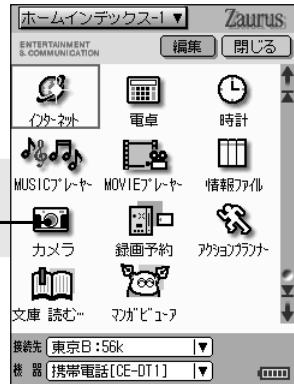 ホームインデックス-1 ▼ Zaurus
ENTERTAINMENT & COMMUNICATION 編集 閉じる
インターネット 電卓 時計
MUSICプレーヤー MOVIEプレーヤー 情報ファイル
カメラ 録画予約 アクションプランナー
文庫 読む… マンガビューア
接続先 東京B:56k ▼
機 器 携帯電話[CE-DT1] ▼